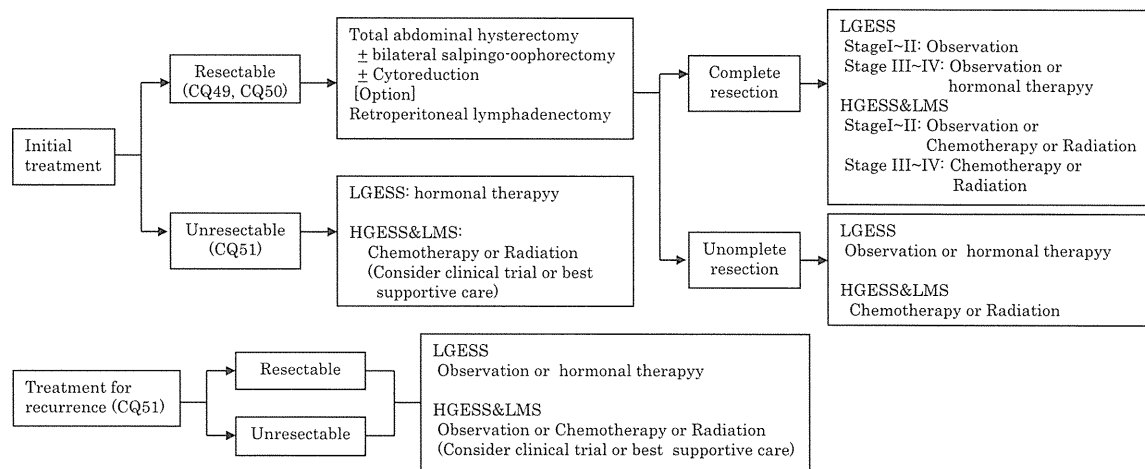 Initial
treatment
Resectable
(CQ49, CQ50)
Total abdominal hysterectomy
± bilateral salpingo-oophorectomy
± Cytoreduction
[Option]
Retroperitoneal lymphadenectomy
Complete
resection
LGESS
StageI~II: Observation
Stage III~IV: Observation or
hormonal therapyy
HGESS&LMS
StageI~II: Observation or
Chemotherapy or Radiation
Stage III~IV: Chemotherapy or
Radiation
Unresectable
(CQ51)
LGESS: hormonal therapyy
HGESS&LMS:
Chemotherapy or Radiation
(Consider clinical trial or best
supportive care)
Unomplete
resection
LGESS
Observation or hormonal therapyy
HGESS&LMS
Chemotherapy or Radiation
Treatment for
recurrence (CQ51)
Resectable
Unresectable
LGESS
Observation or hormonal therapyy
HGESS&LMS
Observation or Chemotherapy or Radiation
(Consider clinical trial or best supportive care)